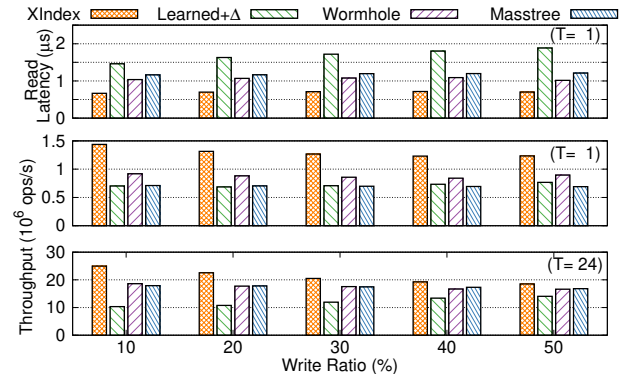 XIndex Learned+Δ Wormhole Masstree
Read
Latency (μs)
2
1
0
(T= 1)
Throughput (10⁶ ops/s)
1.5
1
0.5
0
(T= 1)
30
20
10
0
(T= 24)
10 20 30 40 50
Write Ratio (%)